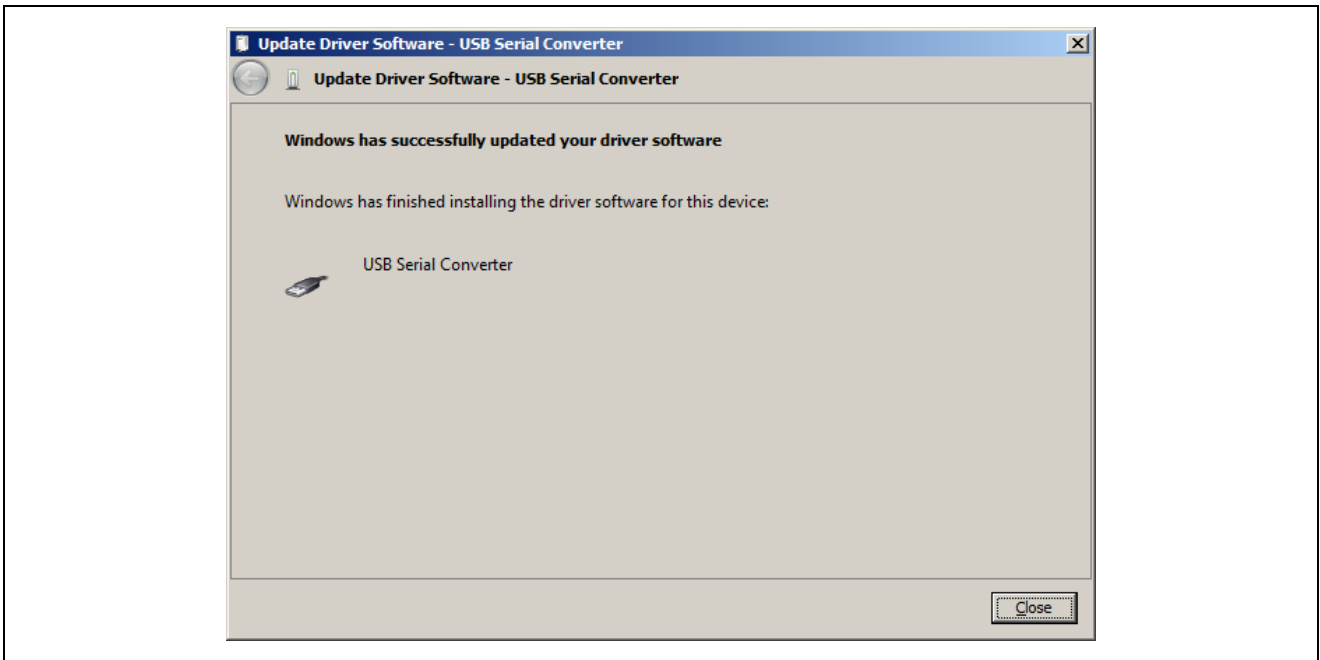 Update Driver Software - USB Serial Converter
Update Driver Software - USB Serial Converter
Windows has successfully updated your driver software
Windows has finished installing the driver software for this device:
USB Serial Converter
Close